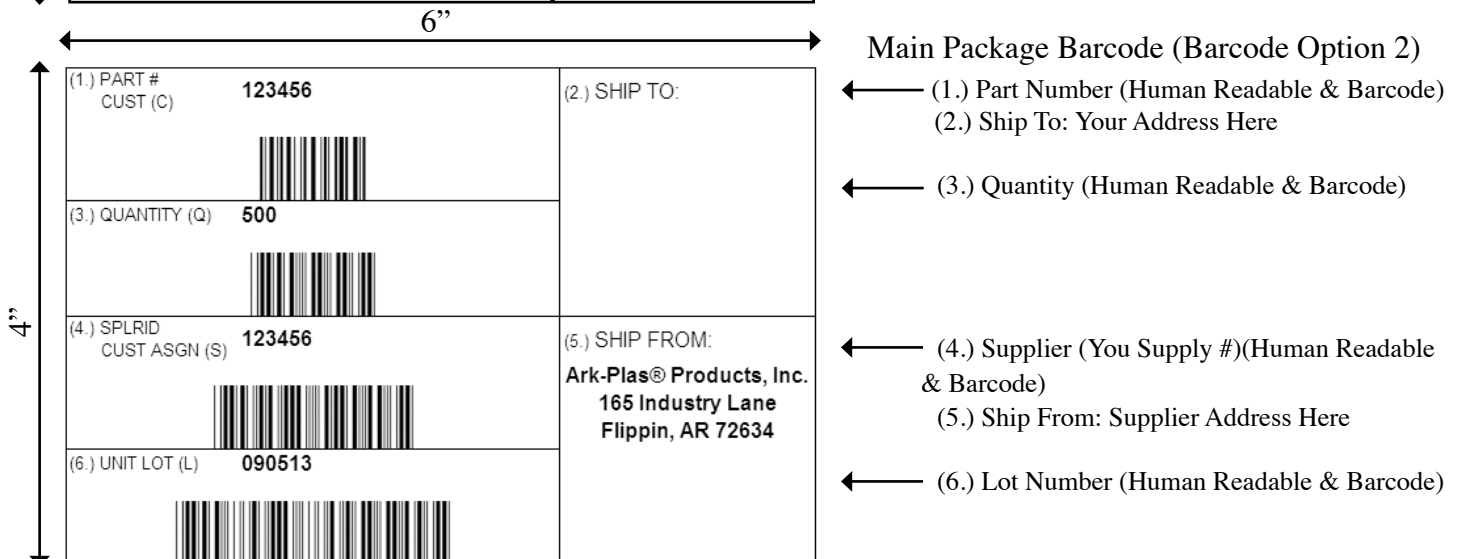 6”
4”
(1.) PART #
CUST (C)
123456
(2.) SHIP TO:
(3.) QUANTITY (Q)
500
(4.) SPLRID
CUST ASGN (S)
123456
(5.) SHIP FROM:
Ark-Plas® Products, Inc.
165 Industry Lane
Flippin, AR 72634
(6.) UNIT LOT (L)
090513
Main Package Barcode (Barcode Option 2)
(1.) Part Number (Human Readable & Barcode)
(2.) Ship To: Your Address Here
(3.) Quantity (Human Readable & Barcode)
(4.) Supplier (You Supply #)(Human Readable
& Barcode)
(5.) Ship From: Supplier Address Here
(6.) Lot Number (Human Readable & Barcode)